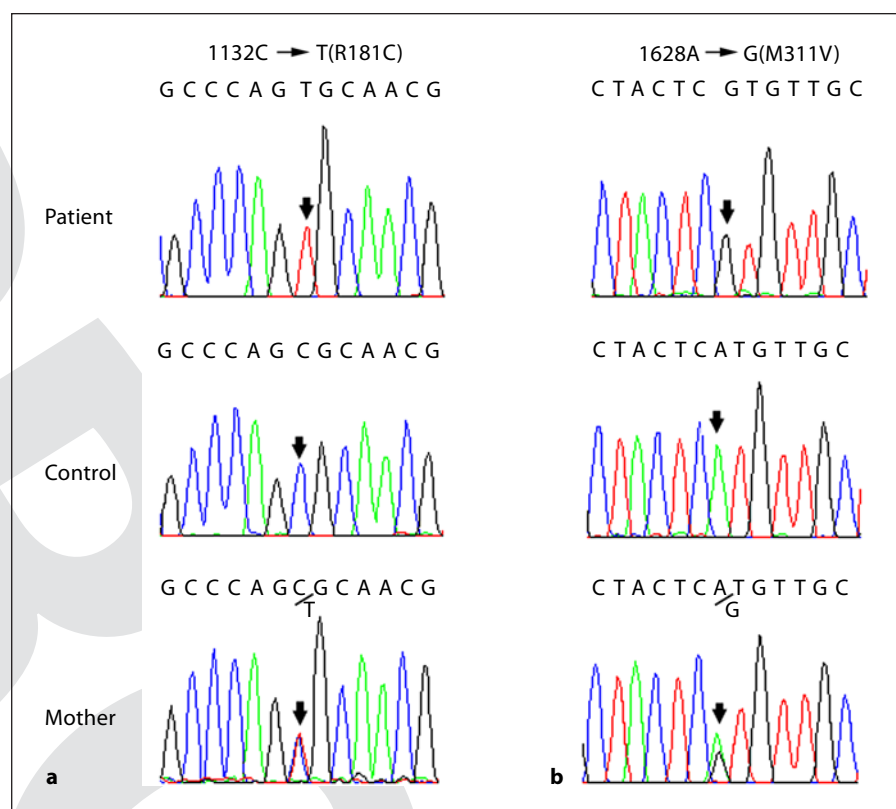 1132C → T(R181C)
G C C C A G T G C A A C G
1628A → G(M311V)
C T A C T C G T G T T G C
Patient
G C C C A G C G C A A C G
C T A C T C A T G T T G C
Control
G C C C A G C/T G C A A C G
C T A C T C A/G T G T T G C
Mother
a
b